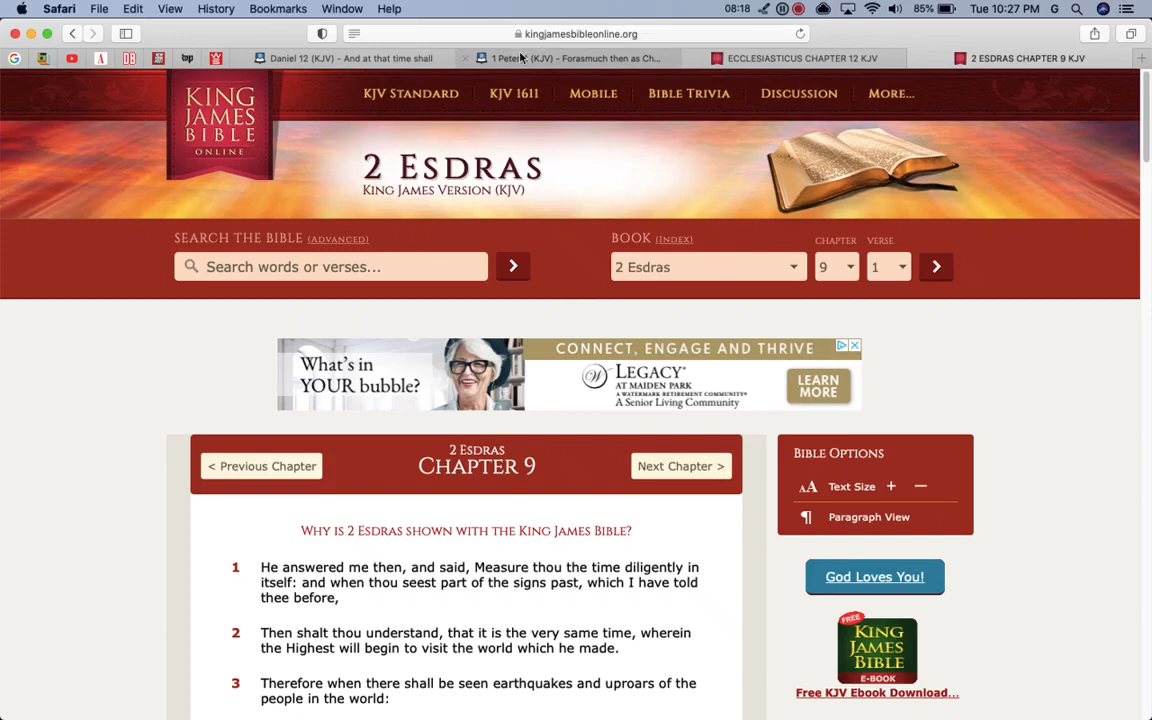 Safari File Edit View History Bookmarks Window Help 08:18 85% Tue 10:27 PM G
kingjamesbibleonline.org
Daniel 12 (KJV) - And at that time shall
1 Peter (KJV) - Forasmuch then as Ch...
ECCLESIASTICUS CHAPTER 12 KJV
2 ESDRAS CHAPTER 9 KJV
KING
JAMES
BIBLE
ONLINE
KJV STANDARD KJV 1611 MOBILE BIBLE TRIVIA DISCUSSION MORE...
2 ESDRAS
KING JAMES VERSION (KJV)
SEARCH THE BIBLE (ADVANCED)
Search words or verses...
BOOK (INDEX) CHAPTER VERSE
2 Esdras 9 1
What's in
YOUR bubble?
CONNECT, ENGAGE AND THRIVE
LEGACY
AT MAIDEN PARK
A WATERMARK RETIREMENT COMMUNITY
A Senior Living Community
LEARN
MORE
< Previous Chapter
2 ESDRAS
CHAPTER 9
Next Chapter >
BIBLE OPTIONS
AA Text Size + −
¶ Paragraph View
WHY IS 2 ESDRAS SHOWN WITH THE KING JAMES BIBLE?
1 He answered me then, and said, Measure thou the time diligently in
itself: and when thou seest part of the signs past, which I have told
thee before,
2 Then shalt thou understand, that it is the very same time, wherein
the Highest will begin to visit the world which he made.
3 Therefore when there shall be seen earthquakes and uproars of the
people in the world:
God Loves You!
FREE
KING
JAMES
BIBLE
E-BOOK
Free KJV Ebook Download...